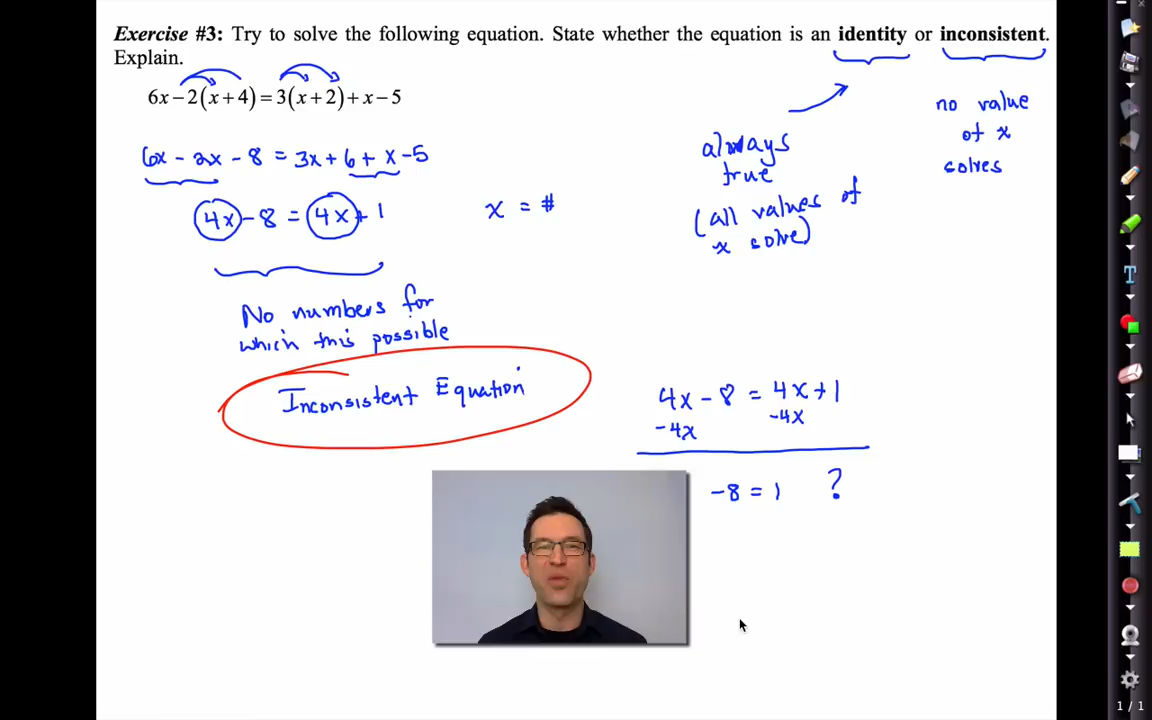 Exercise #3: Try to solve the following equation. State whether the equation is an identity or inconsistent.
Explain.
6x-2(x+4)=3(x+2)+x-5
6x - 2x - 8 = 3x + 6 + x - 5
4x - 8 = 4x + 1
x = #
No numbers for
which this possible
Inconsistent Equation
always
true
(all values of
x solve)
no value
of x
solves
4x - 8 = 4x + 1
-4x -4x
-8 = 1 ?
T
1 / 1